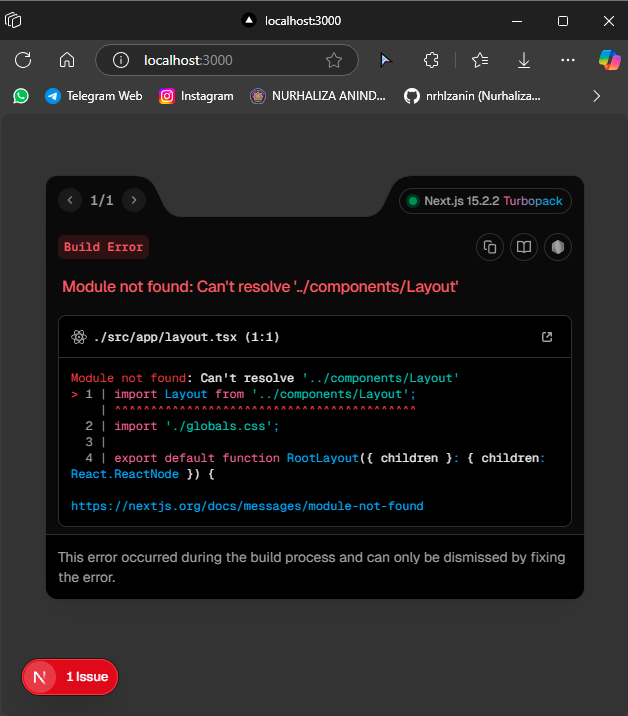 localhost:3000
localhost:3000
Telegram Web
Instagram
NURHALIZA ANIND...
nrhlzanin (Nurhaliza...
1/1
Next.js 15.2.2 Turbopack
Build Error
Module not found: Can't resolve '../components/Layout'
./src/app/layout.tsx (1:1)
Module not found: Can't resolve '../components/Layout'
> 1 | import Layout from '../components/Layout';
| ^^^^^^^^^^^^^^^^^^^^^^^^^^^^^^^^^^^^^^^^^^
2 | import './globals.css';
3 |
4 | export default function RootLayout({ children }: { children:
React.ReactNode }) {
https://nextjs.org/docs/messages/module-not-found
This error occurred during the build process and can only be dismissed by fixing
the error.
N 1 Issue